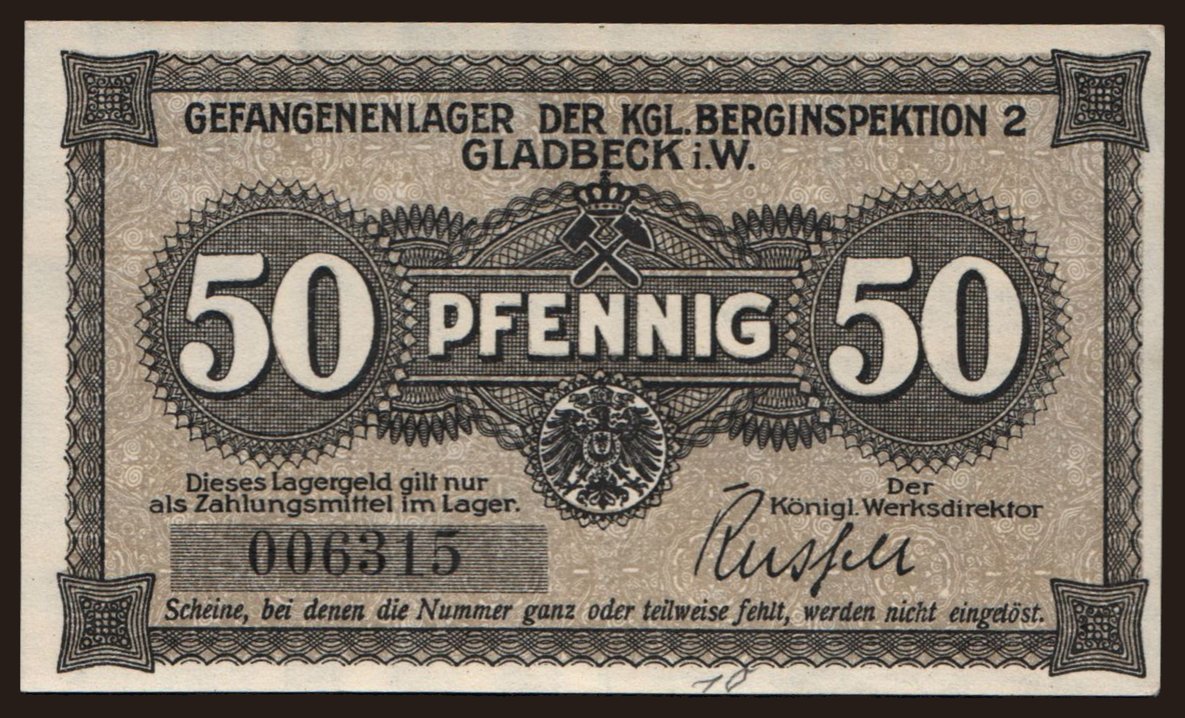 GEFANGENENLAGER DER KGL. BERGINSPEKTION 2
GLADBECK i.W.
50 PFENNIG 50
Dieses Lagergeld gilt nur
als Zahlungsmittel im Lager.
006315
Der
Königl. Werksdirektor
Scheine, bei denen die Nummer ganz oder teilweise fehlt, werden nicht eingelöst.